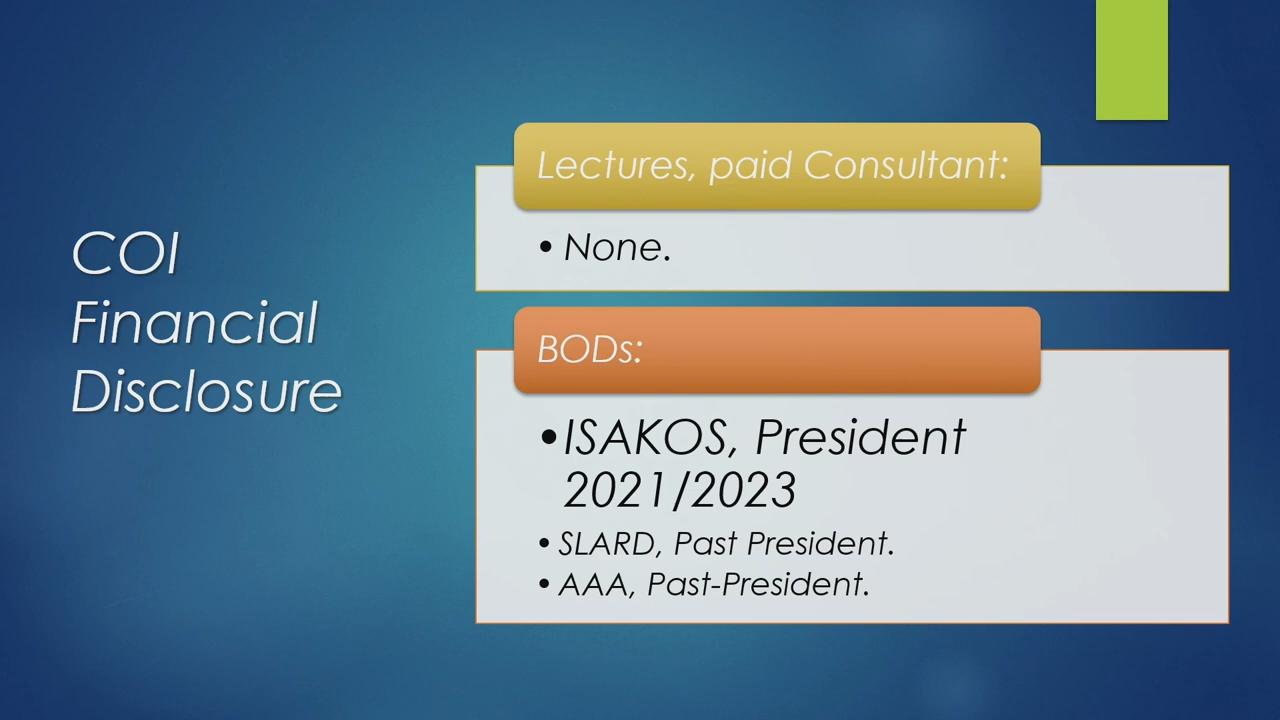 COI
Financial
Disclosure
Lectures, paid Consultant:
• None.
BODs:
•ISAKOS, President
2021/2023
• SLARD, Past President.
• AAA, Past-President.